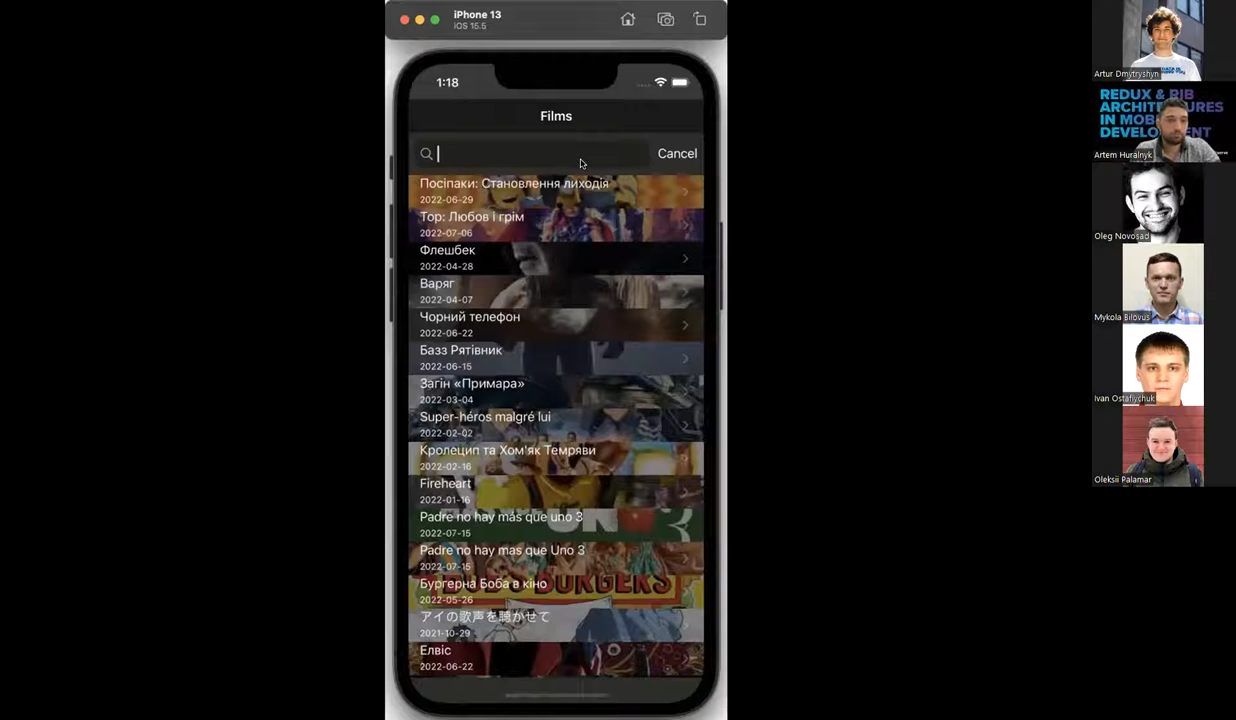 iPhone 13
iOS 15.5
1:18
Films
Cancel
Посіпаки: Становлення лиходія
2022-06-29
Тор: Любов і грім
2022-07-06
Флешбек
2022-04-28
Варяг
2022-04-07
Чорний телефон
2022-06-22
Базз Рятівник
2022-06-15
Загін «Примара»
2022-03-04
Super-héros malgré lui
2022-02-02
Кролецип та Хом'як Темряви
2022-02-16
Fireheart
2022-01-16
Padre no hay más que uno 3
2022-07-15
UNO 3
Padre no hay mas que Uno 3
2022-07-15
Бургерна Боба в кіно
2022-05-26
BOB'S BURGERS
アイの歌声を聴かせて
2021-10-29
Елвіс
2022-06-22
Artur Dmytryshyn
REDUX & RIB
ARCHITECTURES
IN MOB
DEVELOPMENT
Artem Huralnyk
Oleg Novosad
Mykola Bilovus
Ivan Ostafiychuk
Oleksii Palamar